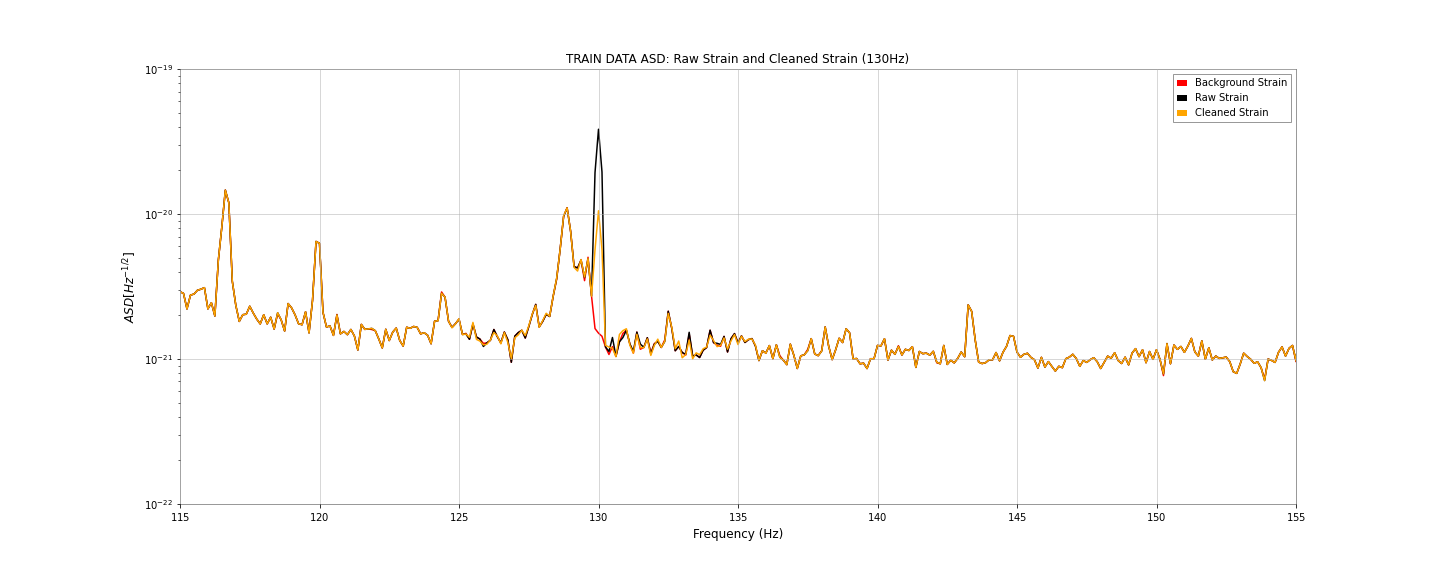 TRAIN DATA ASD: Raw Strain and Cleaned Strain (130Hz)
10⁻¹⁹
10⁻²⁰
10⁻²¹
10⁻²²
ASD[Hz⁻¹/²]
Background Strain
Raw Strain
Cleaned Strain
115 120 125 130 135 140 145 150 155
Frequency (Hz)